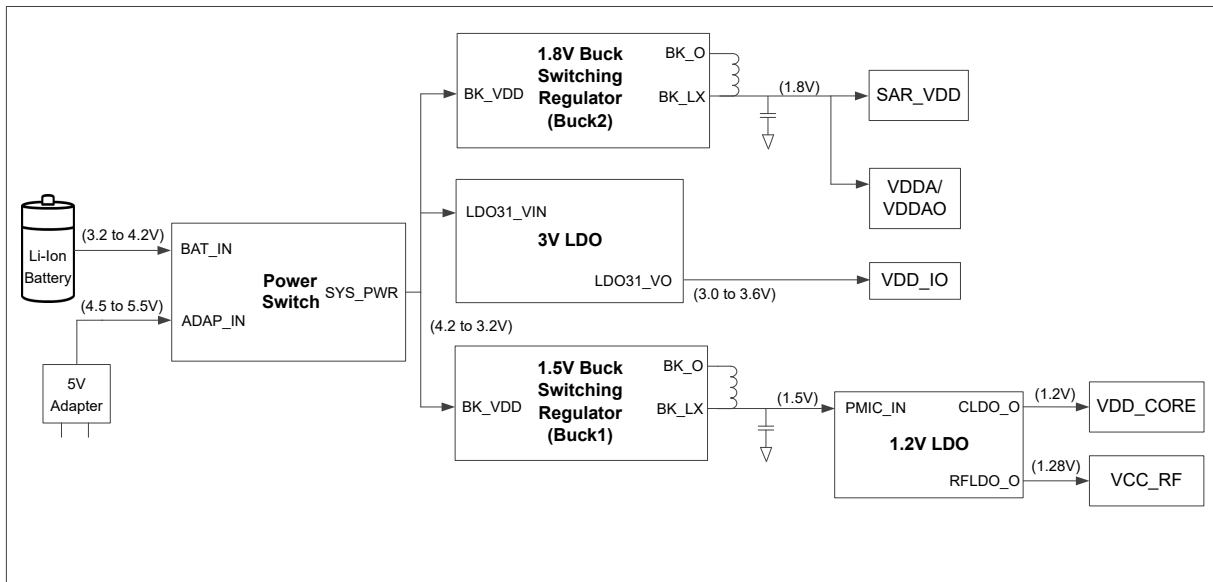 1.8V Buck
Switching
Regulator
(Buck2)
BK_VDD
BK_O
BK_LX
(1.8V)
SAR_VDD
VDDA/
VDDAO
Li-Ion
Battery
(3.2 to 4.2V)
5V
Adapter
(4.5 to 5.5V)
BAT_IN
ADAP_IN
Power
Switch
SYS_PWR
(4.2 to 3.2V)
LDO31_VIN
3V LDO
LDO31_VO
(3.0 to 3.6V)
VDD_IO
1.5V Buck
Switching
Regulator
(Buck1)
BK_VDD
BK_O
BK_LX
(1.5V)
PMIC_IN
1.2V LDO
CLDO_O
RFLDO_O
(1.2V)
VDD_CORE
(1.28V)
VCC_RF